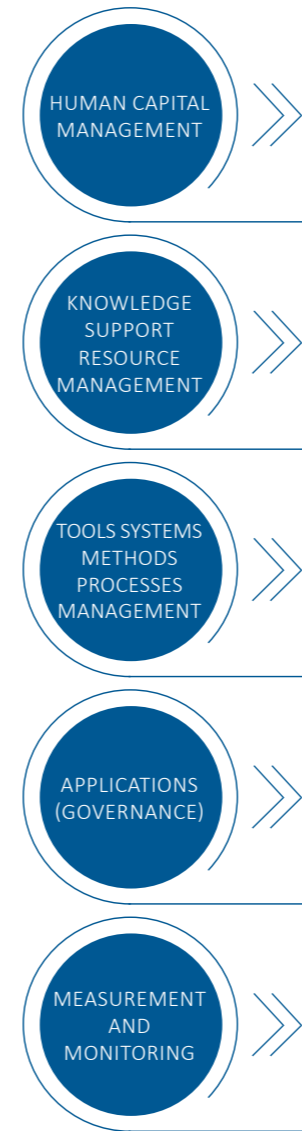 HUMAN CAPITAL
MANAGEMENT
KNOWLEDGE
SUPPORT
RESOURCE
MANAGEMENT
TOOLS SYSTEMS
METHODS
PROCESSES
MANAGEMENT
APPLICATIONS
(GOVERNANCE)
MEASUREMENT
AND
MONITORING